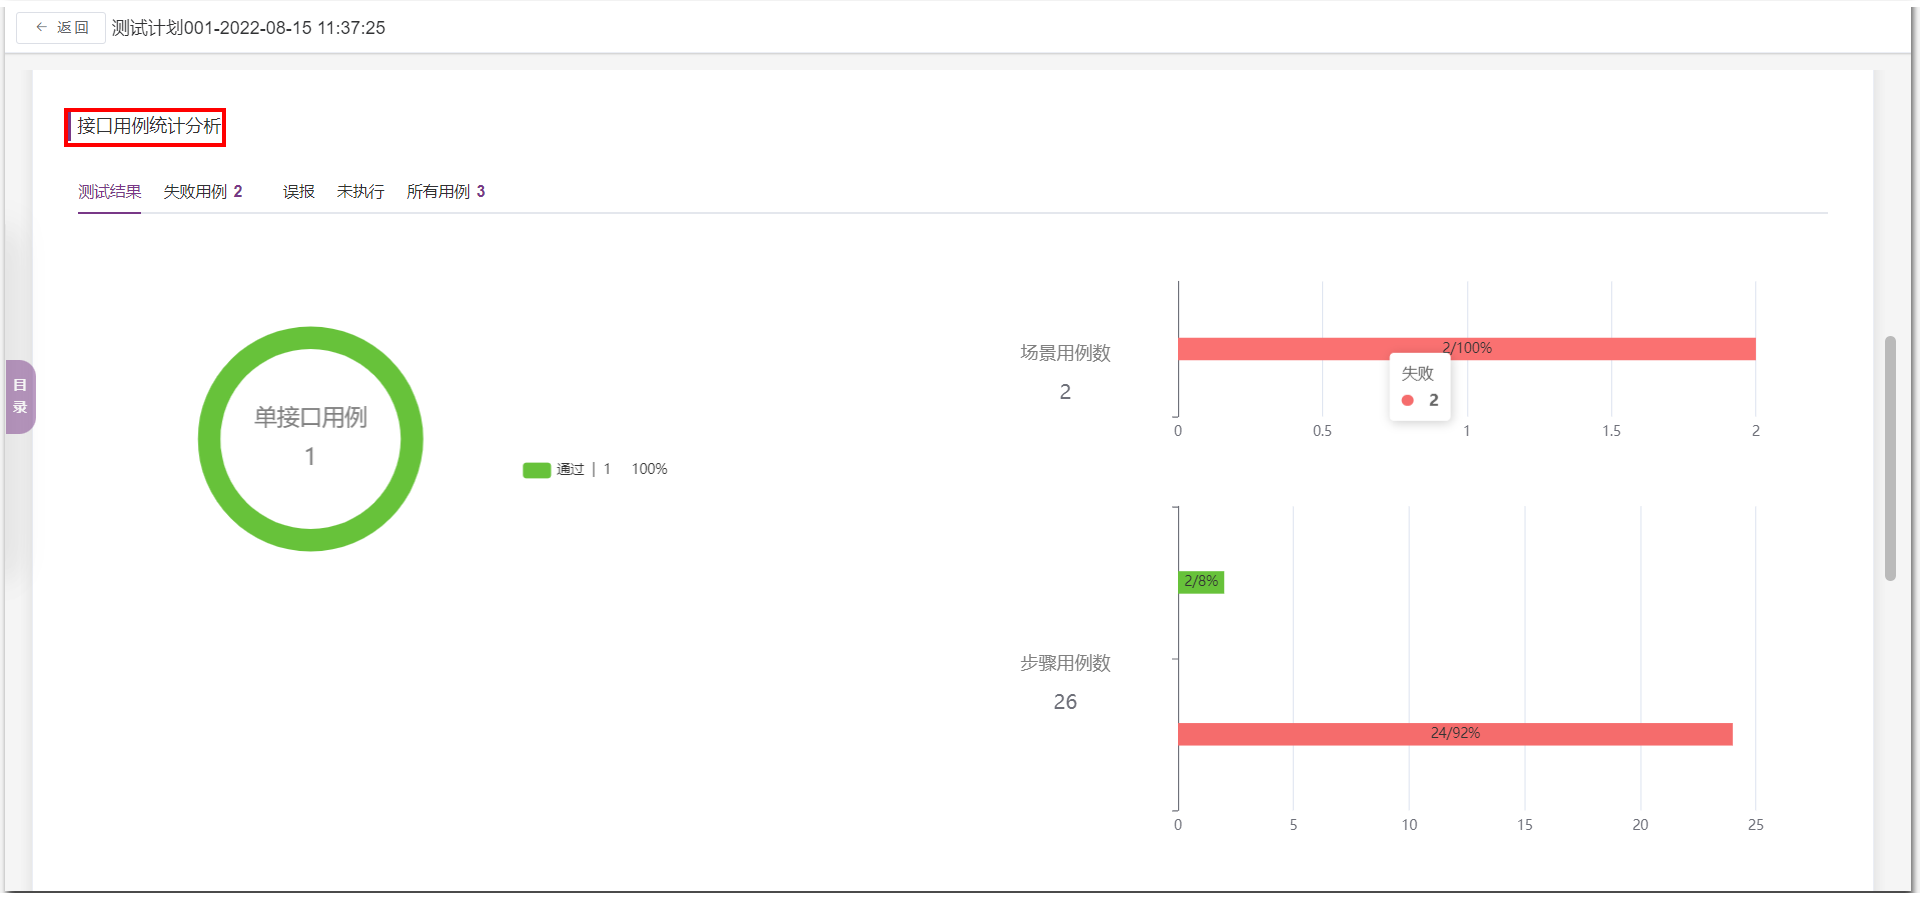 ← 返回 测试计划001-2022-08-15 11:37:25
接口用例统计分析
测试结果 失败用例 2 误报 未执行 所有用例 3
目录
单接口用例
1
通过 | 1 100%
场景用例数
2
2/100%
失败
2
0 0.5 1 1.5 2
步骤用例数
26
2/8%
24/92%
0 5 10 15 20 25